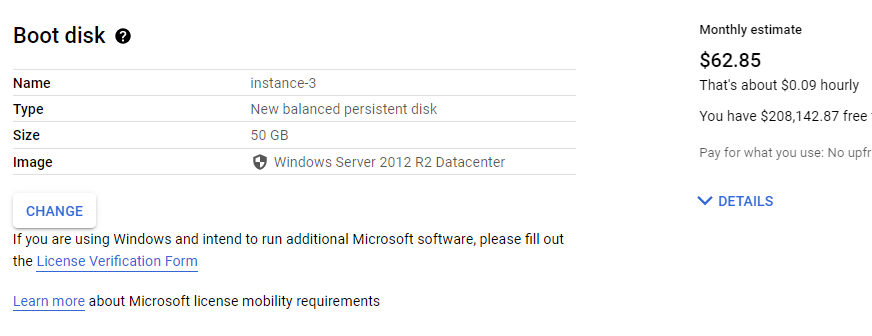 Boot disk
Monthly estimate
$62.85
That's about $0.09 hourly
You have $208,142.87 free
Pay for what you use: No upfr
DETAILS
Name instance-3
Type New balanced persistent disk
Size 50 GB
Image Windows Server 2012 R2 Datacenter
CHANGE
If you are using Windows and intend to run additional Microsoft software, please fill out
the License Verification Form
Learn more about Microsoft license mobility requirements